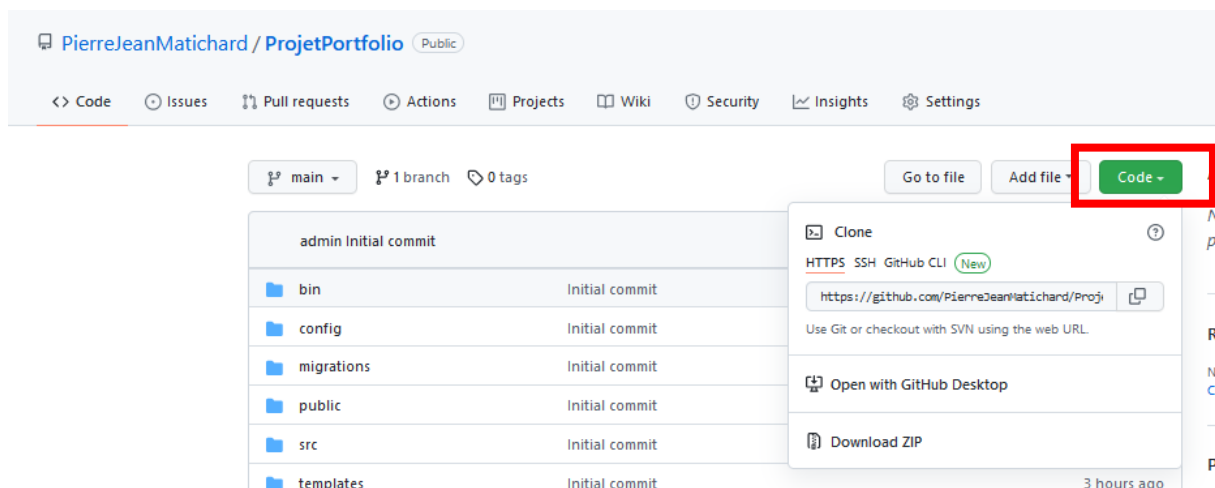 PierreJeanMatichard / ProjetPortfolio Public
<> Code Issues Pull requests Actions Projects Wiki Security Insights Settings
main 1 branch 0 tags Go to file Add file Code
admin Initial commit
bin Initial commit
config Initial commit
migrations Initial commit
public Initial commit
src Initial commit
templates Initial commit 3 hours ago
Clone
HTTPS SSH GitHub CLI New
https://github.com/PierreJeanMatichard/Proj
Use Git or checkout with SVN using the web URL.
Open with GitHub Desktop
Download ZIP